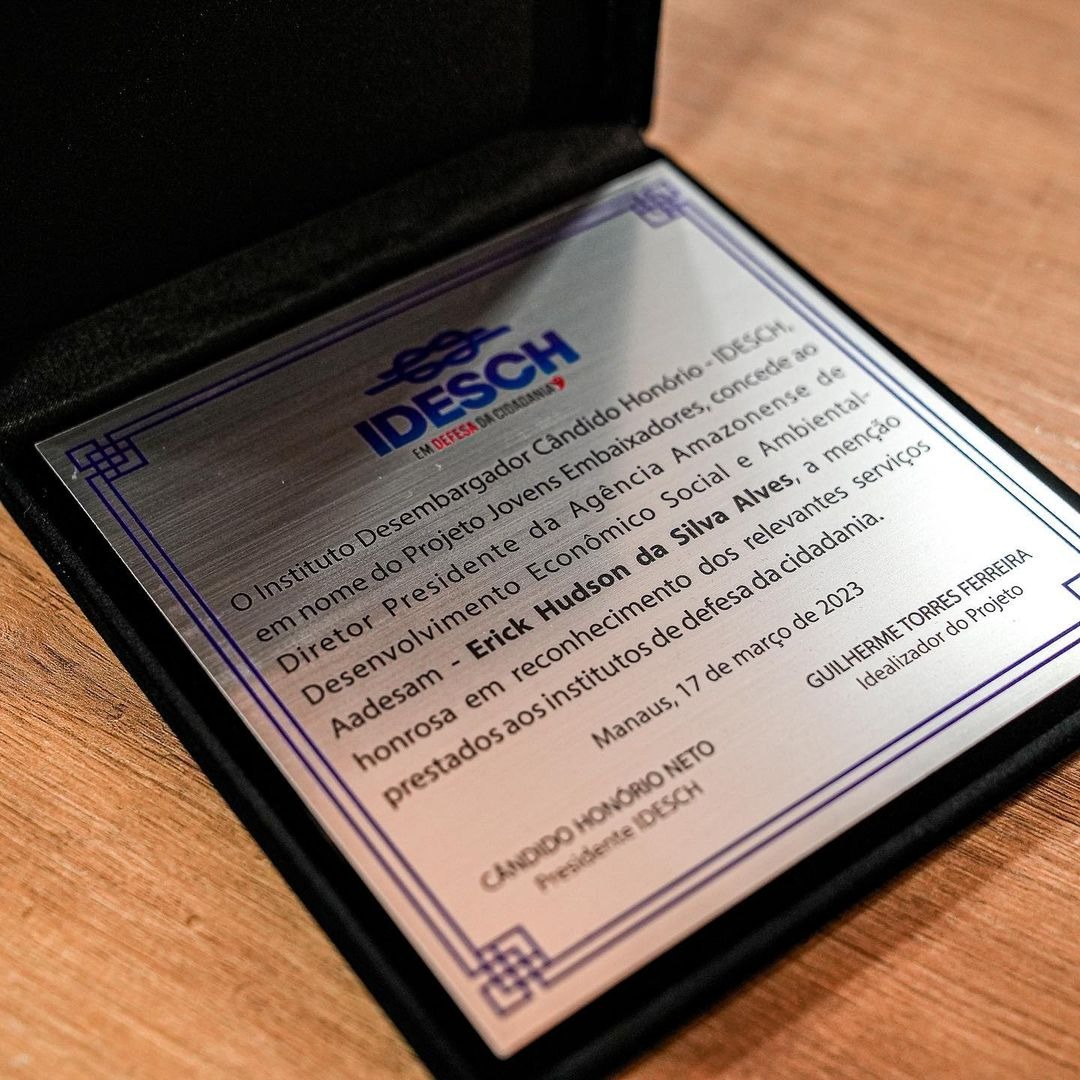 IDESCH
EM DEFESA DA CIDADANIA
O Instituto Desembargador Cândido Honório - IDESCH,
em nome do Projeto Jovens Embaixadores, concede ao
Diretor Presidente da Agência Amazonense de
Desenvolvimento Econômico Social e Ambiental-
Aadesam - Erick Hudson da Silva Alves, a menção
honrosa em reconhecimento dos relevantes serviços
prestados aos institutos de defesa da cidadania.
Manaus, 17 de março de 2023
CÂNDIDO HONÓRIO NETO
Presidente IDESCH
GUILHERME TORRES FERREIRA
Idealizador do Projeto